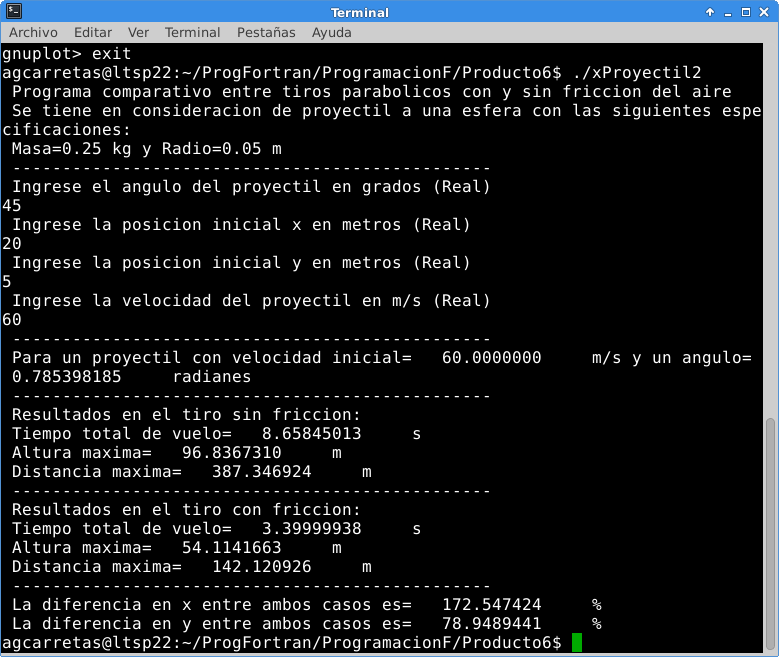 Terminal
Archivo Editar Ver Terminal Pestañas Ayuda
gnuplot> exit
agcarretas@ltsp22:~/ProgFortran/ProgramacionF/Producto6$ ./xProyectil2
Programa comparativo entre tiros parabolicos con y sin friccion del aire
Se tiene en consideracion de proyectil a una esfera con las siguientes espe
cificaciones:
Masa=0.25 kg y Radio=0.05 m
------------------------------------------------
Ingrese el angulo del proyectil en grados (Real)
45
Ingrese la posicion inicial x en metros (Real)
20
Ingrese la posicion inicial y en metros (Real)
5
Ingrese la velocidad del proyectil en m/s (Real)
60
------------------------------------------------
Para un proyectil con velocidad inicial=   60.0000000     m/s y un angulo=
0.785398185     radianes
------------------------------------------------
Resultados en el tiro sin friccion:
Tiempo total de vuelo=   8.65845013     s
Altura maxima=   96.8367310     m
Distancia maxima=   387.346924     m
------------------------------------------------
Resultados en el tiro con friccion:
Tiempo total de vuelo=   3.39999938     s
Altura maxima=   54.1141663     m
Distancia maxima=   142.120926     m
------------------------------------------------
La diferencia en x entre ambos casos es=   172.547424     %
La diferencia en y entre ambos casos es=   78.9489441     %
agcarretas@ltsp22:~/ProgFortran/ProgramacionF/Producto6$